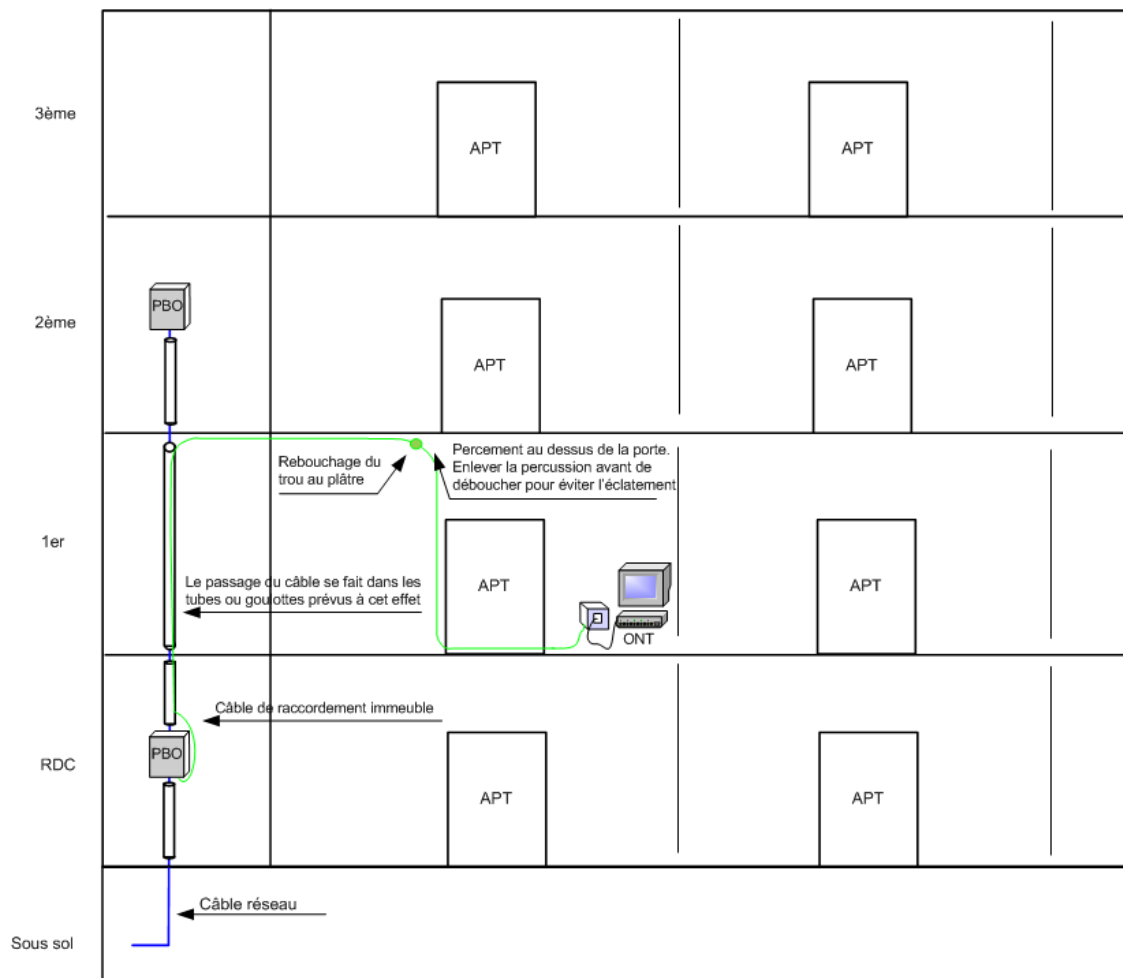 3ème
APT
APT
2ème
PBO
APT
APT
Rebouchage du
trou au plâtre
Percement au dessus de la porte.
Enlever la percussion avant de
déboucher pour éviter l'éclatement
1er
Le passage du câble se fait dans les
tubes ou goulottes prévus à cet effet
APT
ONT
APT
Câble de raccordement immeuble
RDC
PBO
APT
APT
Câble réseau
Sous sol